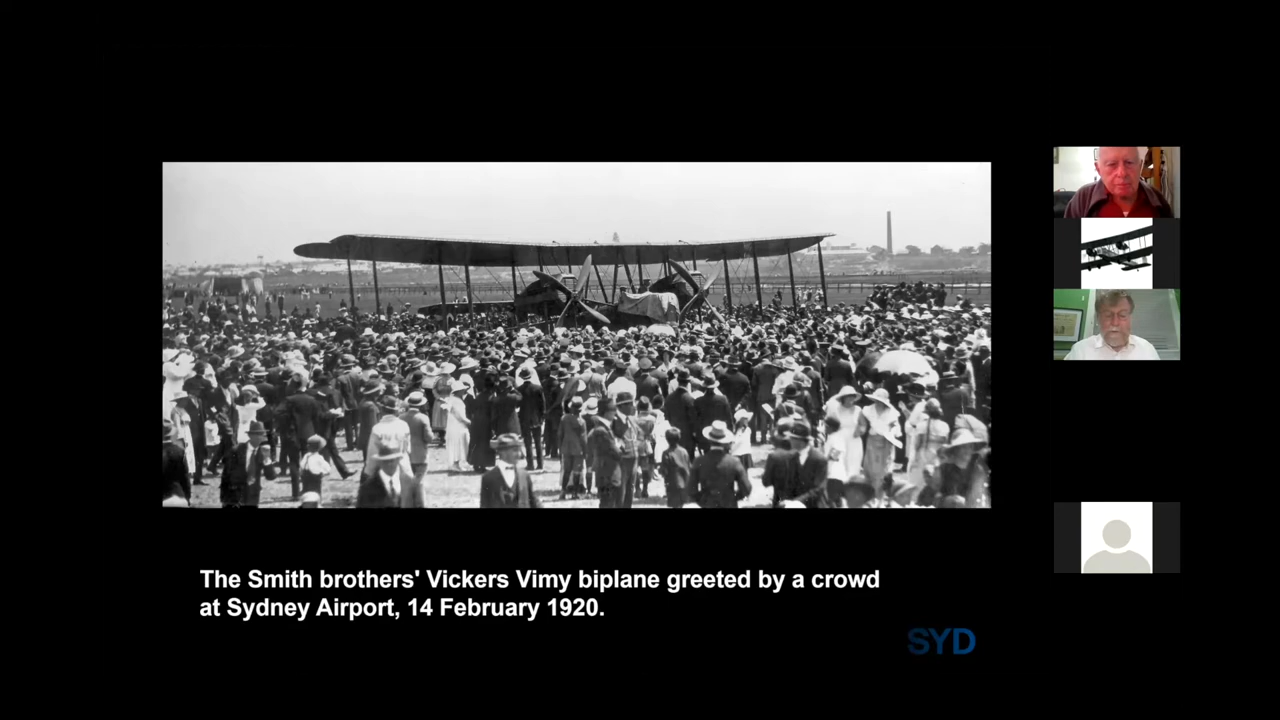 The Smith brothers' Vickers Vimy biplane greeted by a crowd
at Sydney Airport, 14 February 1920.
SYD